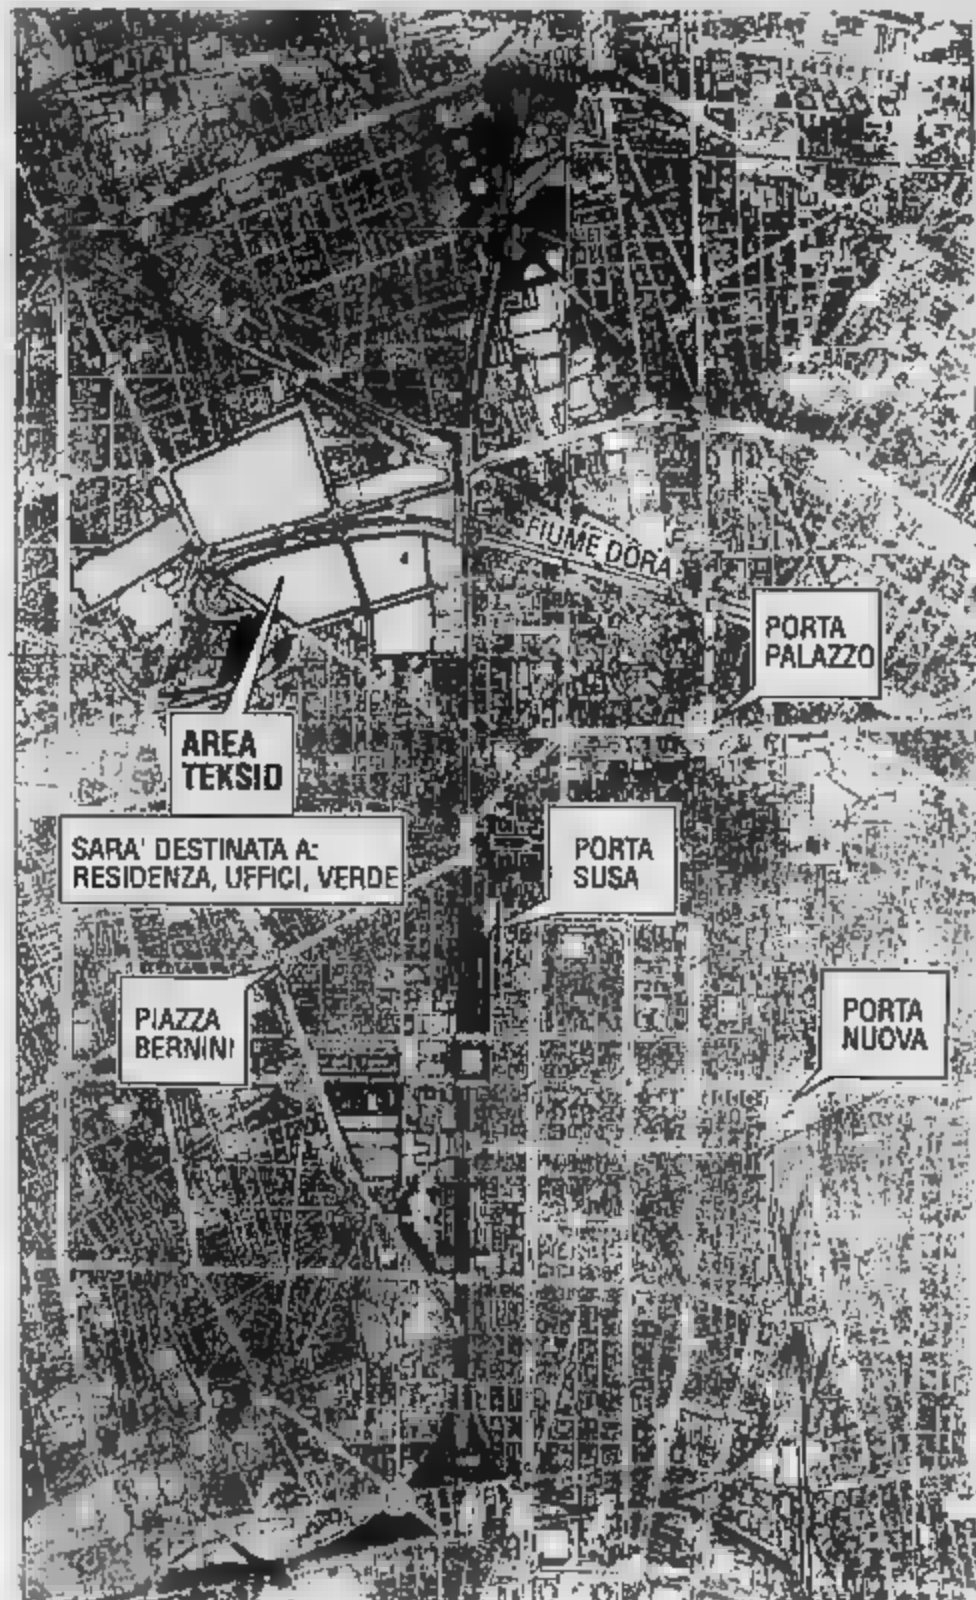 FIUME DORA
PORTA
PALAZZO
AREA
TEKSID
SARA' DESTINATA A:
RESIDENZA, UFFICI, VERDE
PORTA
SUSA
PIAZZA
BERNINI
PORTA
NUOVA